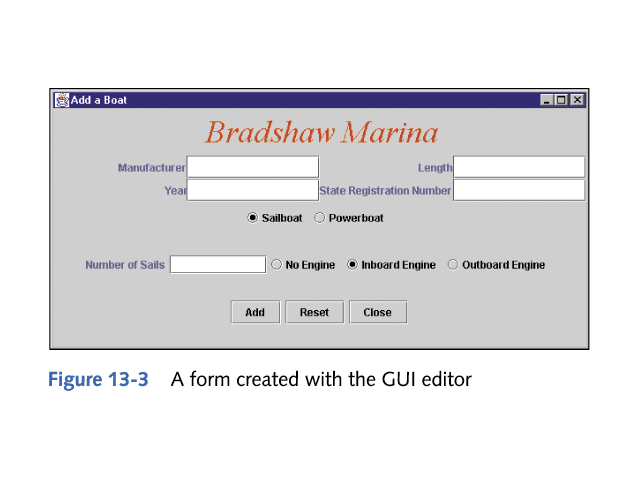 Add a Boat
Bradshaw Marina
Manufacturer Length
Year State Registration Number
Sailboat Powerboat
Number of Sails No Engine Inboard Engine Outboard Engine
Add Reset Close
Figure 13-3 A form created with the GUI editor